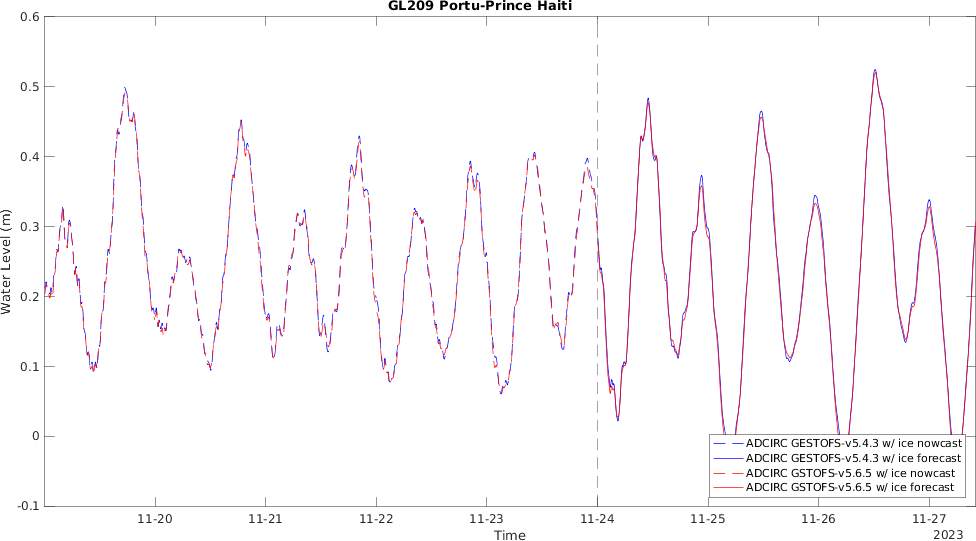 GL209 Portu-Prince Haiti
0.6
0.5
0.4
0.3
0.2
0.1
0
-0.1
Water Level (m)
11-20
11-21
11-22
11-23
11-24
11-25
11-26
11-27
Time
2023
ADCIRC GESTOFS-v5.4.3 w/ ice nowcast
ADCIRC GESTOFS-v5.4.3 w/ ice forecast
ADCIRC GSTOFS-v5.6.5 w/ ice nowcast
ADCIRC GSTOFS-v5.6.5 w/ ice forecast